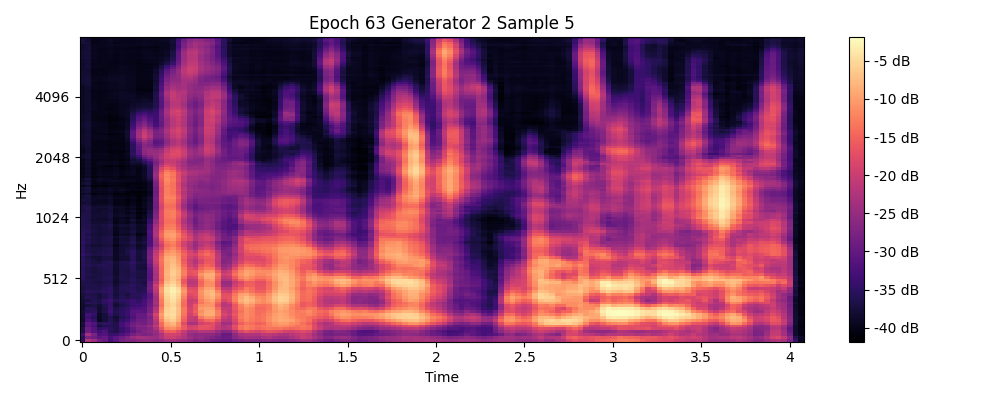 Epoch 63 Generator 2 Sample 5
Hz
4096
2048
1024
512
0
0
0.5
1
1.5
2
2.5
3
3.5
4
Time
-5 dB
-10 dB
-15 dB
-20 dB
-25 dB
-30 dB
-35 dB
-40 dB